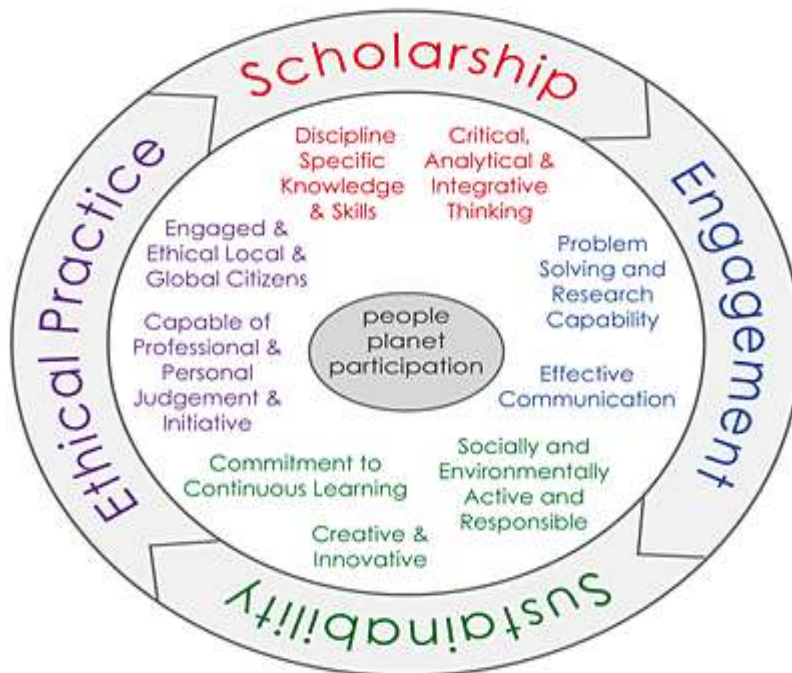 Scholarship
Engagement
Sustainability
Ethical Practice
Discipline
Specific
Knowledge
& Skills
Critical,
Analytical &
Integrative
Thinking
Problem
Solving and
Research
Capability
Effective
Communication
Socially and
Environmentally
Active and
Responsible
Creative &
Innovative
Commitment to
Continuous Learning
Capable of
Professional &
Personal
Judgement &
Initiative
Engaged &
Ethical Local &
Global Citizens
people
planet
participation